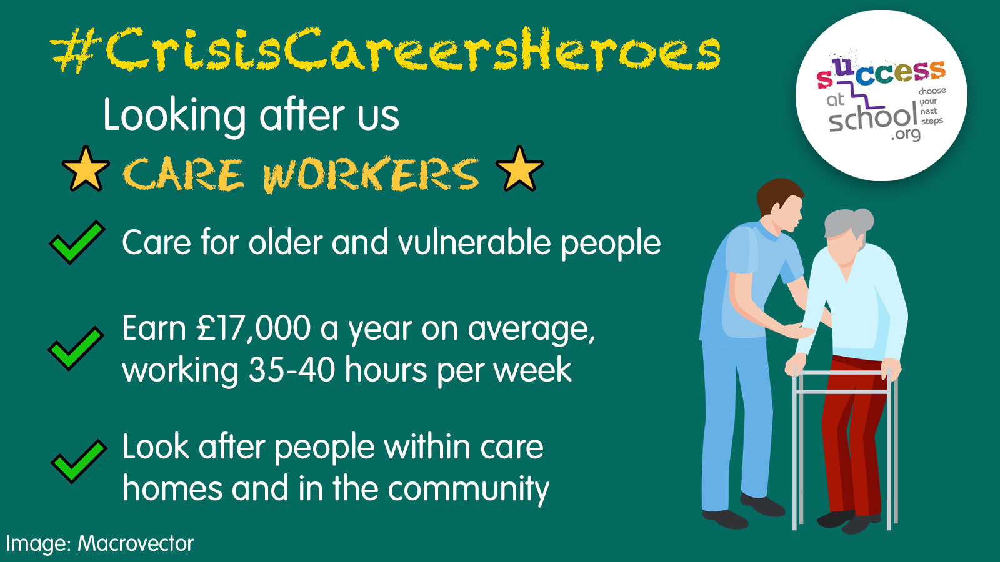 #CrisisCareersHeroes
Looking after us
CARE WORKERS
Care for older and vulnerable people
Earn £17,000 a year on average,
working 35-40 hours per week
Look after people within care
homes and in the community
Image: Macrovector
success
at
school
.org
choose
your
next
steps